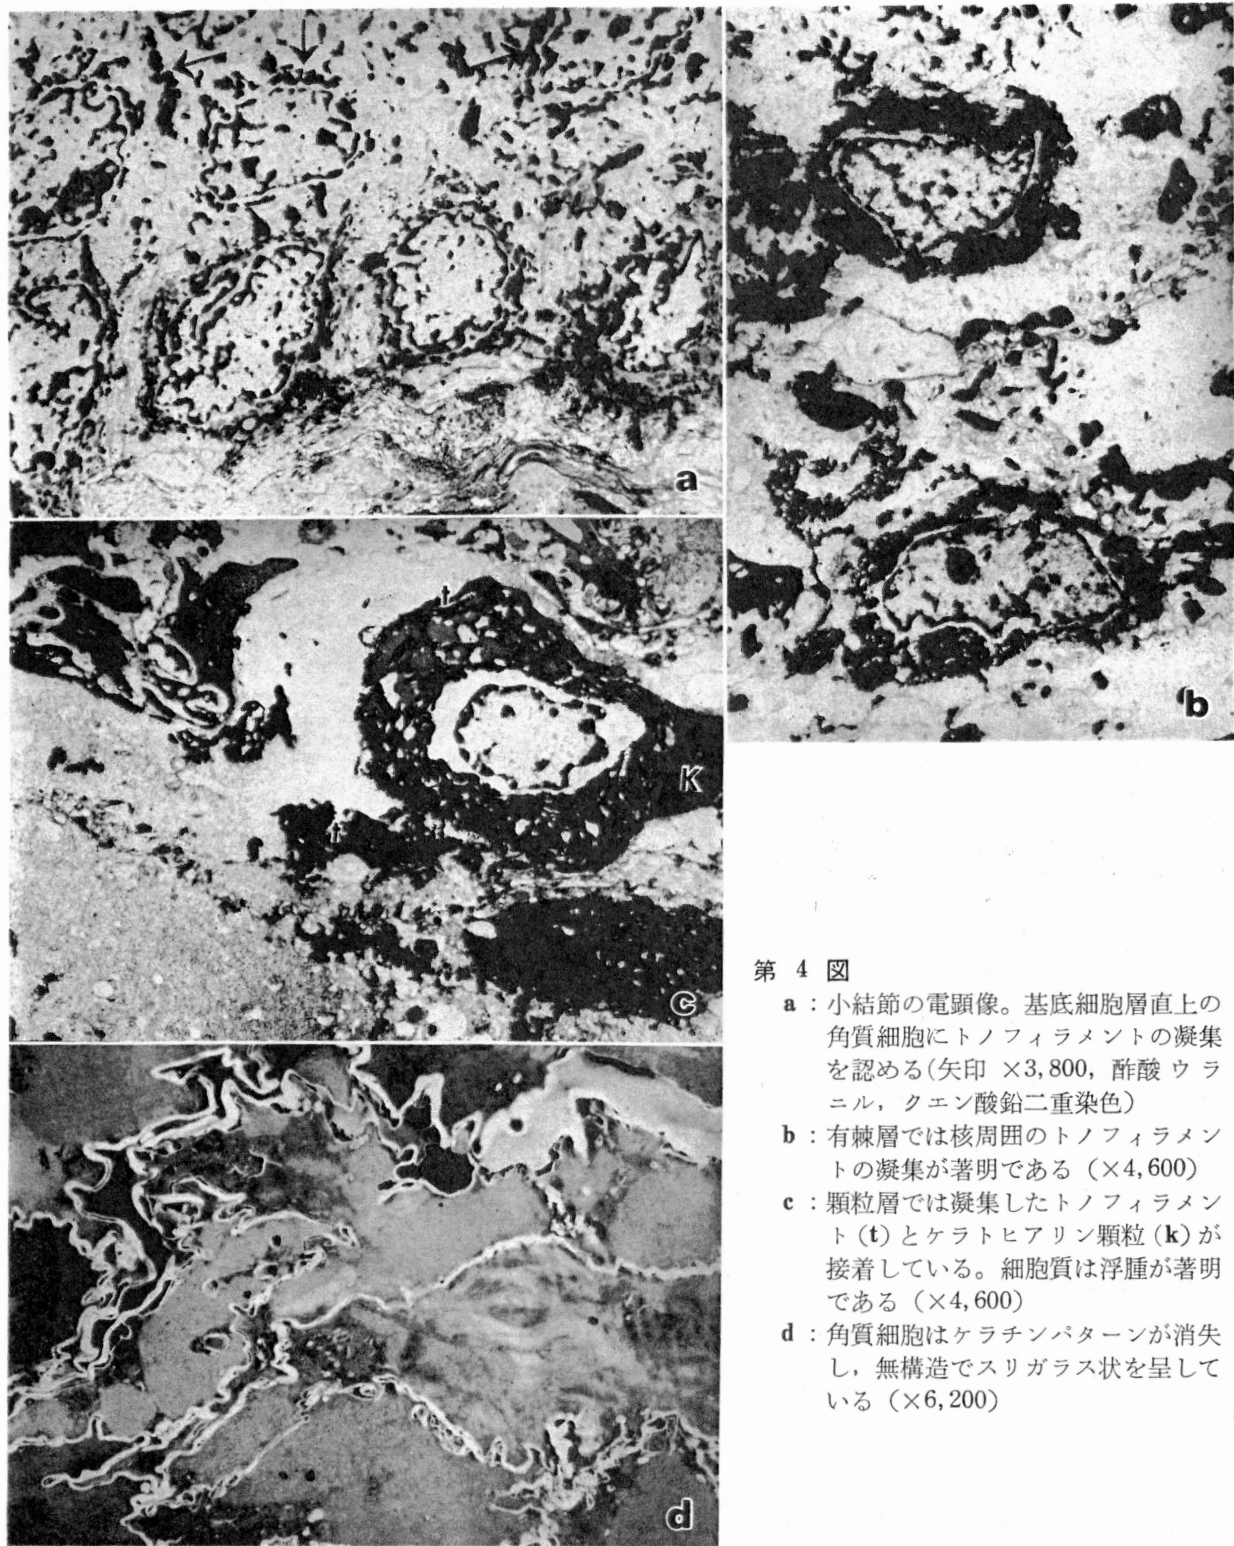 a
b
t
K
t
c
d
第 4 図
a：小結節の電顕像。基底細胞層直上の
角質細胞にトノフィラメントの凝集
を認める(矢印 ×3,800, 酢酸ウラ
ニル，クエン酸鉛二重染色)
b：有棘層では核周囲のトノフィラメン
トの凝集が著明である (×4,600)
c：顆粒層では凝集したトノフィラメン
ト(t)とケラトヒアリン顆粒(k)が
接着している。細胞質は浮腫が著明
である (×4,600)
d：角質細胞はケラチンパターンが消失
し，無構造でスリガラス状を呈して
いる (×6,200)